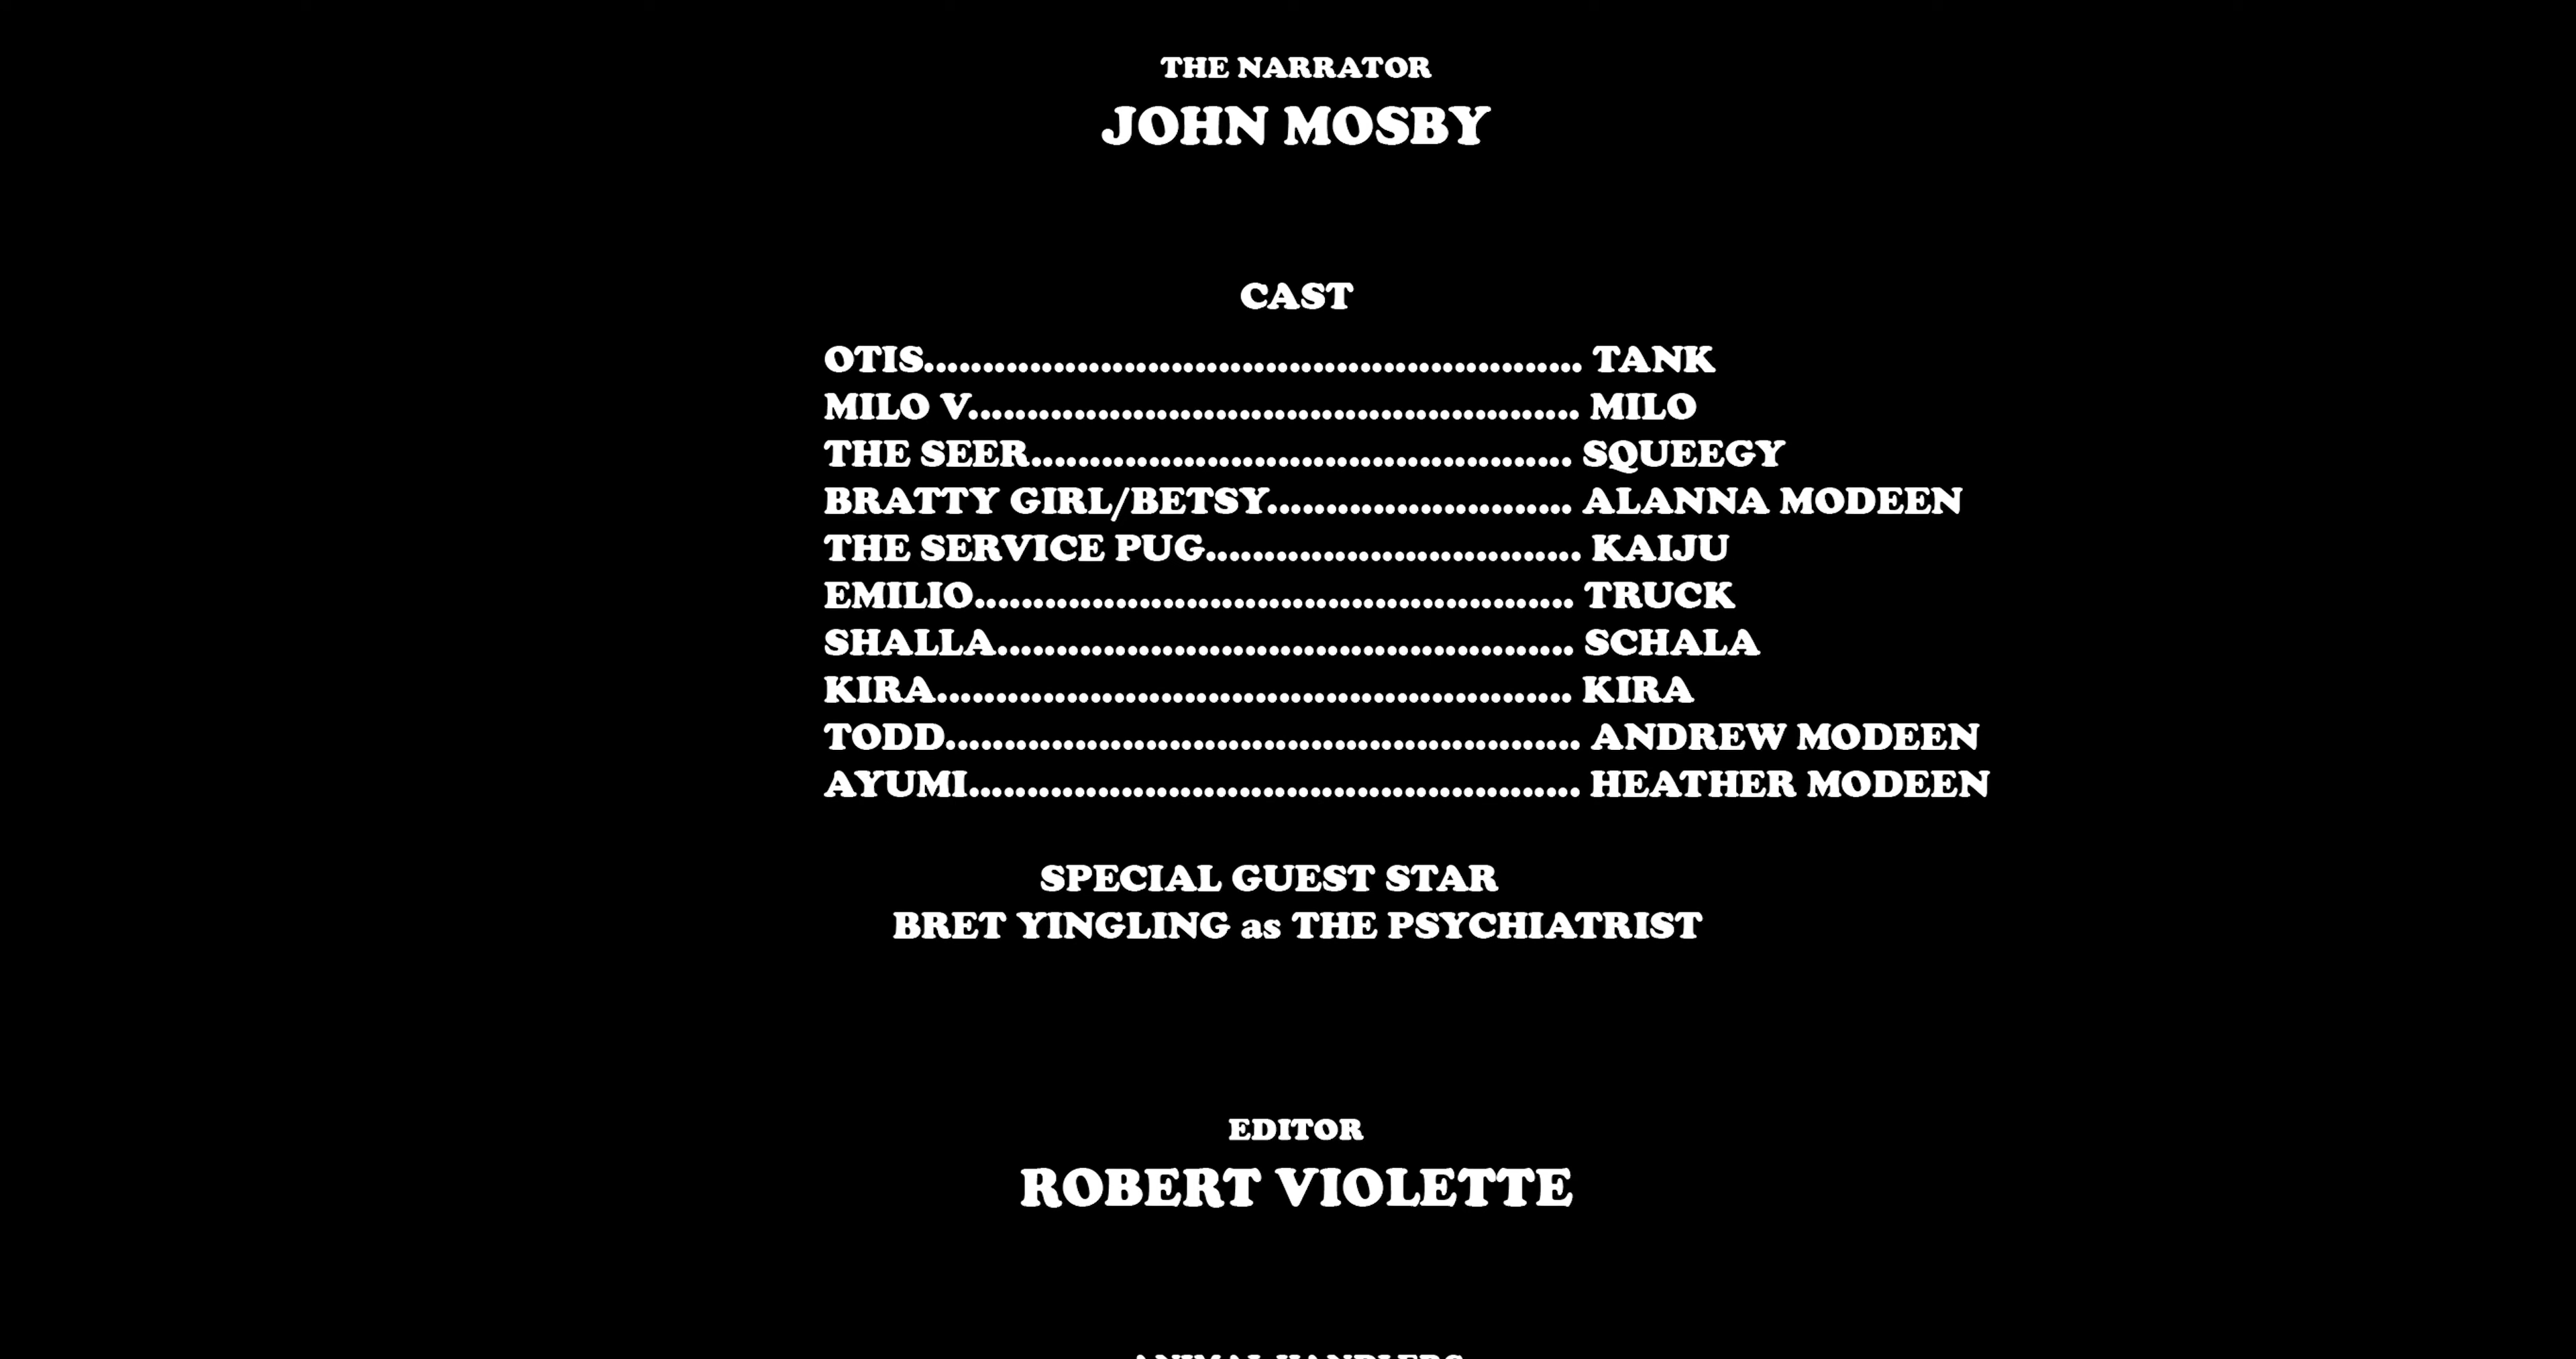 THE NARRATOR
JOHN MOSBY
CAST
OTIS........................................................ TANK
MILO V.................................................... MILO
THE SEER.............................................. SQUEEGY
BRATTY GIRL/BETSY.......................... ALANNA MODEEN
THE SERVICE PUG................................ KAIJU
EMILIO................................................... TRUCK
SHALLA................................................. SCHALA
KIRA...................................................... KIRA
TODD...................................................... ANDREW MODEEN
AYUMI.................................................... HEATHER MODEEN
SPECIAL GUEST STAR
BRET YINGLING as THE PSYCHIATRIST
EDITOR
ROBERT VIOLETTE
ANIMAL HANDLERS